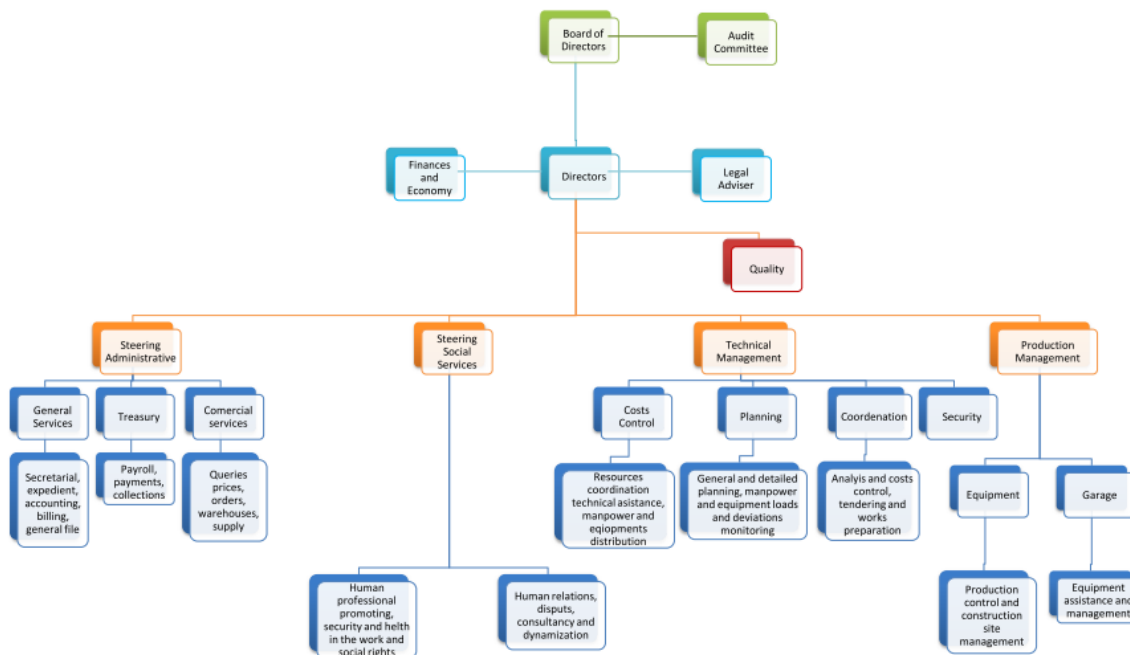 Board of
Directors
Audit
Committee
Finances
and
Economy
Directors
Legal
Adviser
Quality
Steering
Administrative
Steering
Social
Services
Technical
Management
Production
Management
General
Services
Treasury
Comercial
services
Costs
Control
Planning
Coordenation
Security
Secretarial,
expedient,
accounting,
billing,
general file
Payroll,
payments,
collections
Queries
prices,
orders,
warehouses,
supply
Resources
coordination
technical asistance,
manpower and
eqiopments
distribution
General and detailed
planning, manpower
and equipment loads
and deviations
monitoring
Analyis and costs
control,
tendering and
works
preparation
Equipment
Garage
Human
professional
promoting,
security and helth
in the work and
social rights
Human relations,
disputs,
consultancy and
dynamization
Production
control and
construction
site
management
Equipment
assistance and
management